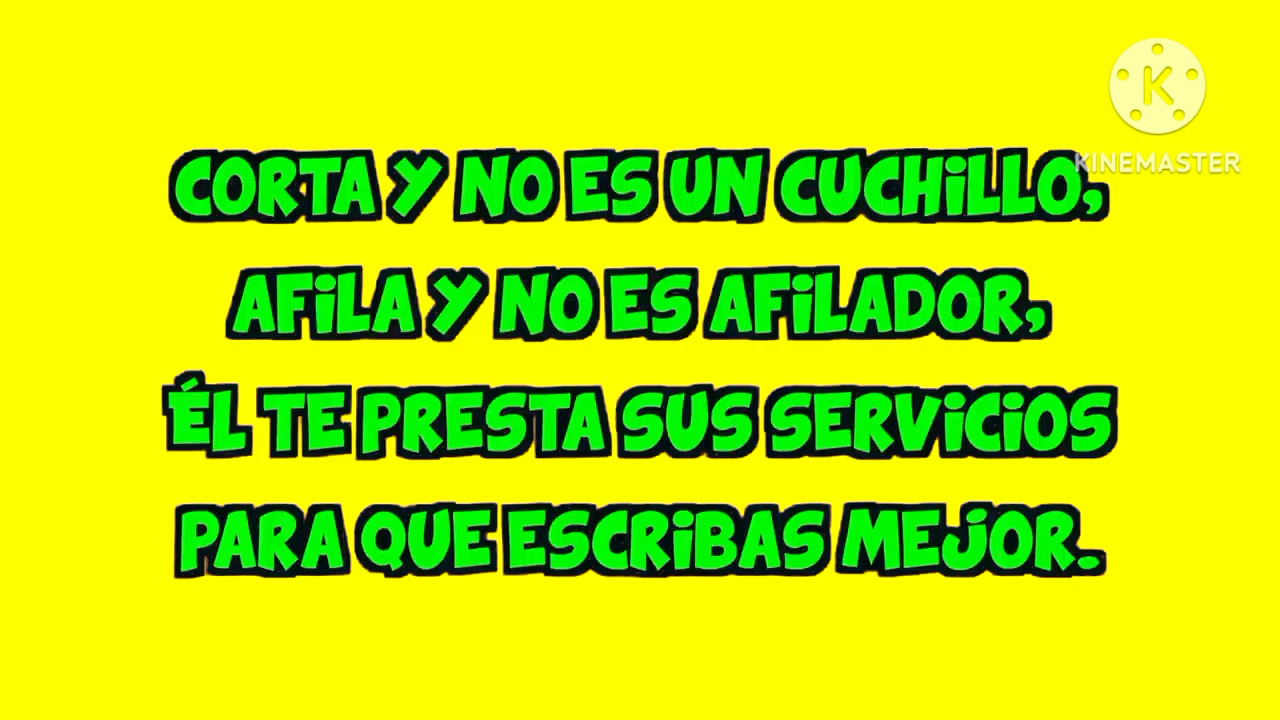 K
KINEMASTER
CORTA Y NO ES UN CUCHILLO,
AFILA Y NO ES AFILADOR,
ÉL TE PRESTA SUS SERVICIOS
PARA QUE ESCRIBAS MEJOR.